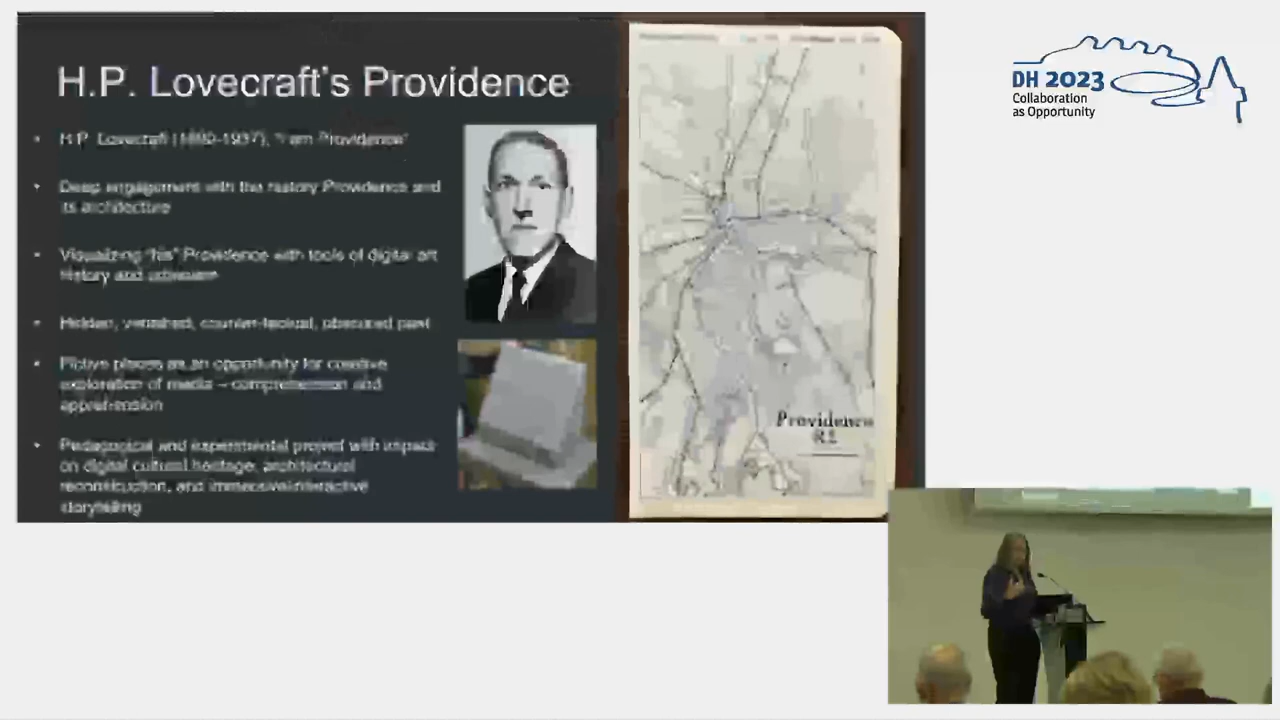 H.P. Lovecraft's Providence
H.P. Lovecraft (1890-1937), "I am Providence"
Deep engagement with the history Providence and
its architecture
Visualizing "his" Providence with tools of digital art
history and
Hidden, vanished, counter-factual, obscured past
Fictive places as an opportunity for creative
exploration of media – comprehension and
apprehension
Pedagogical and experimental project with impact
on digital cultural heritage, architectural
reconstruction, and immersive/interactive
storytelling
Providence
R.I.
DH 2023
Collaboration
as Opportunity